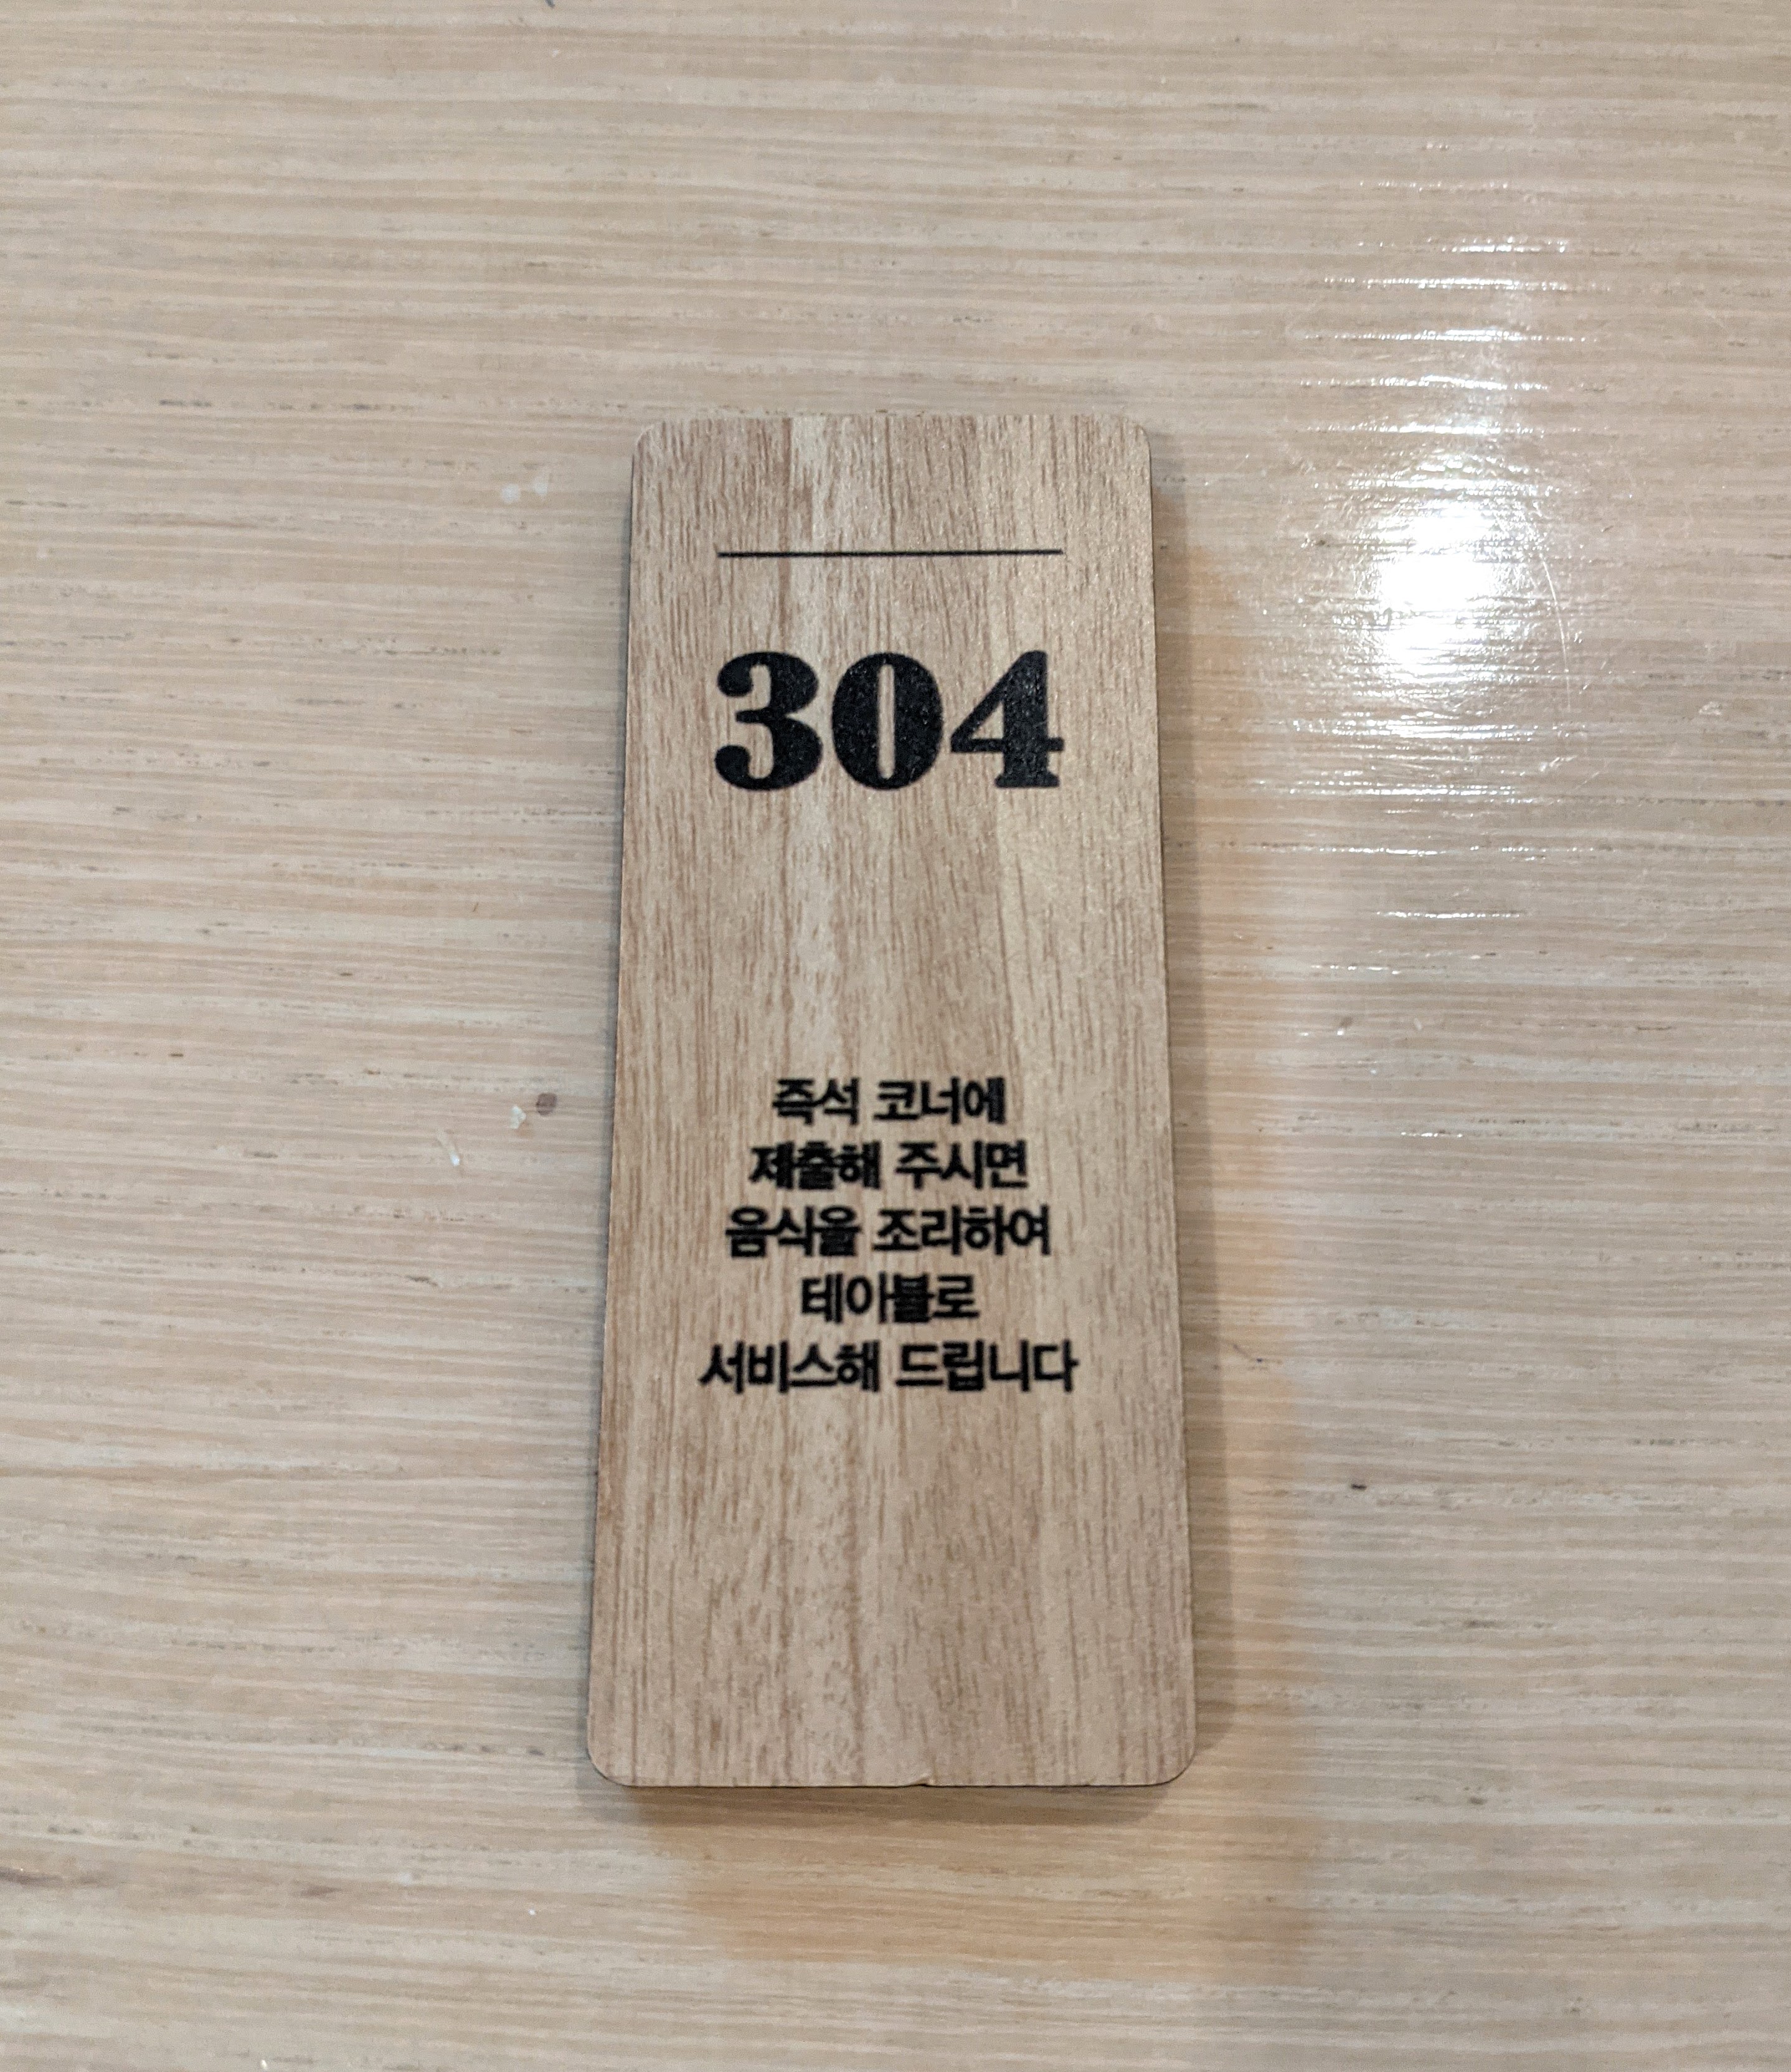 304
즉석 코너에
제출해 주시면
음식을 조리하여
테이블로
서비스해 드립니다